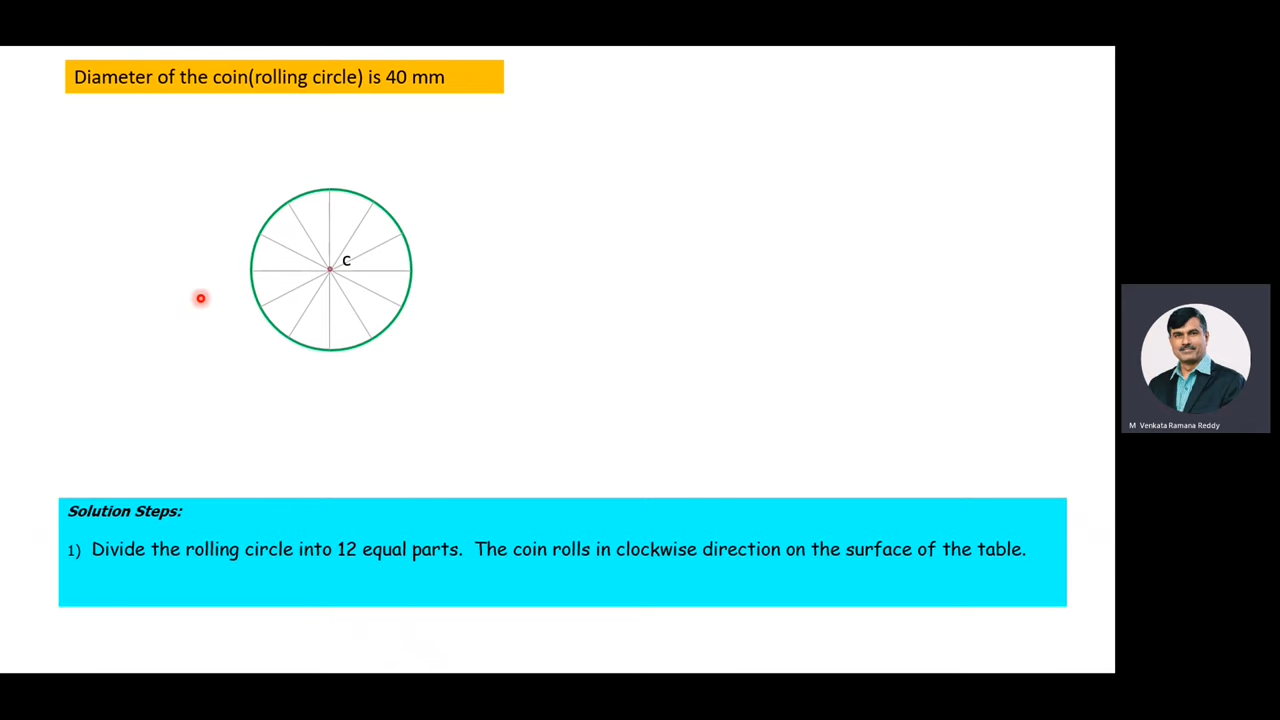 Diameter of the coin(rolling circle) is 40 mm
C
M Venkata Ramana Reddy
Solution Steps:
1) Divide the rolling circle into 12 equal parts. The coin rolls in clockwise direction on the surface of the table.